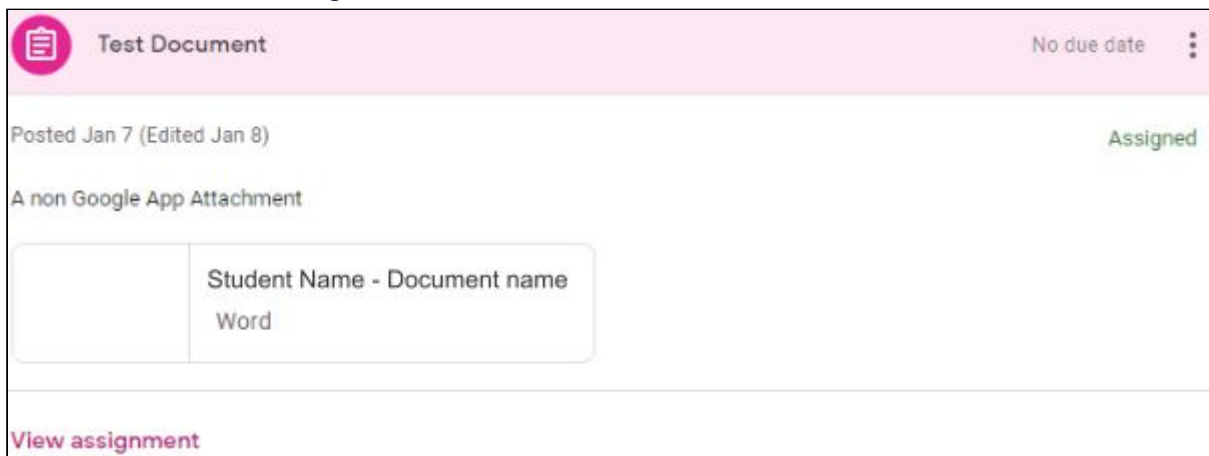 Test Document
No due date
Posted Jan 7 (Edited Jan 8)
Assigned
A non Google App Attachment
Student Name - Document name
Word
View assignment